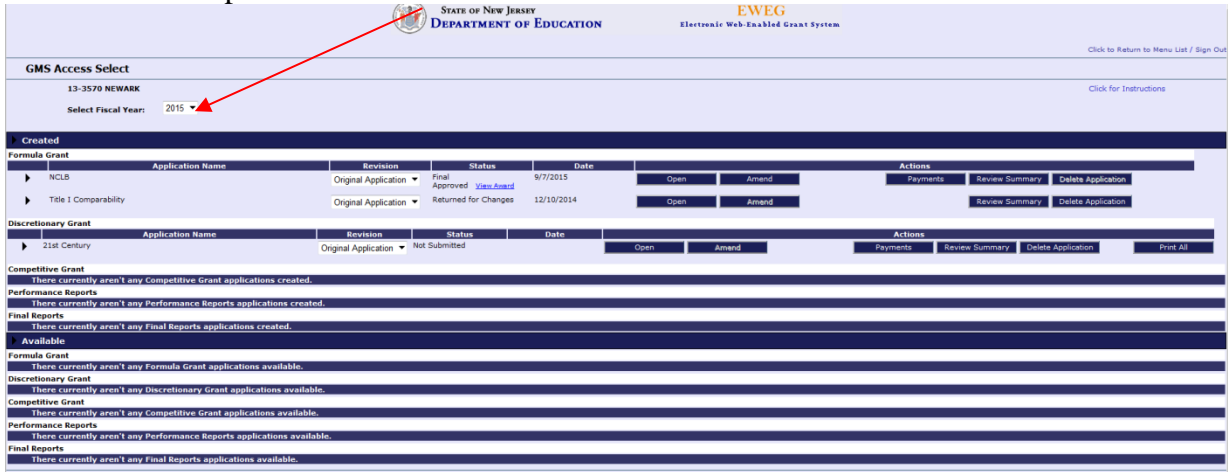 STATE OF NEW JERSEY
DEPARTMENT OF EDUCATION
EWEG
Electronic Web-Enabled Grant System
Click to Return to Menu List / Sign Out
GMS Access Select
13-3570 NEWARK
Click for Instructions
Select Fiscal Year: 2015
Created
Formula Grant
Application Name Revision Status Date Actions
NCLB Original Application Final Approved View Award 9/7/2015 Open Amend Payments Review Summary Delete Application
Title I Comparability Original Application Returned for Changes 12/10/2014 Open Amend Review Summary Delete Application
Discretionary Grant
Application Name Revision Status Date Actions
21st Century Original Application Not Submitted Open Amend Payments Review Summary Delete Application Print All
Competitive Grant
There currently aren't any Competitive Grant applications created.
Performance Reports
There currently aren't any Performance Reports applications created.
Final Reports
There currently aren't any Final Reports applications created.
Available
Formula Grant
There currently aren't any Formula Grant applications available.
Discretionary Grant
There currently aren't any Discretionary Grant applications available.
Competitive Grant
There currently aren't any Competitive Grant applications available.
Performance Reports
There currently aren't any Performance Reports applications available.
Final Reports
There currently aren't any Final Reports applications available.